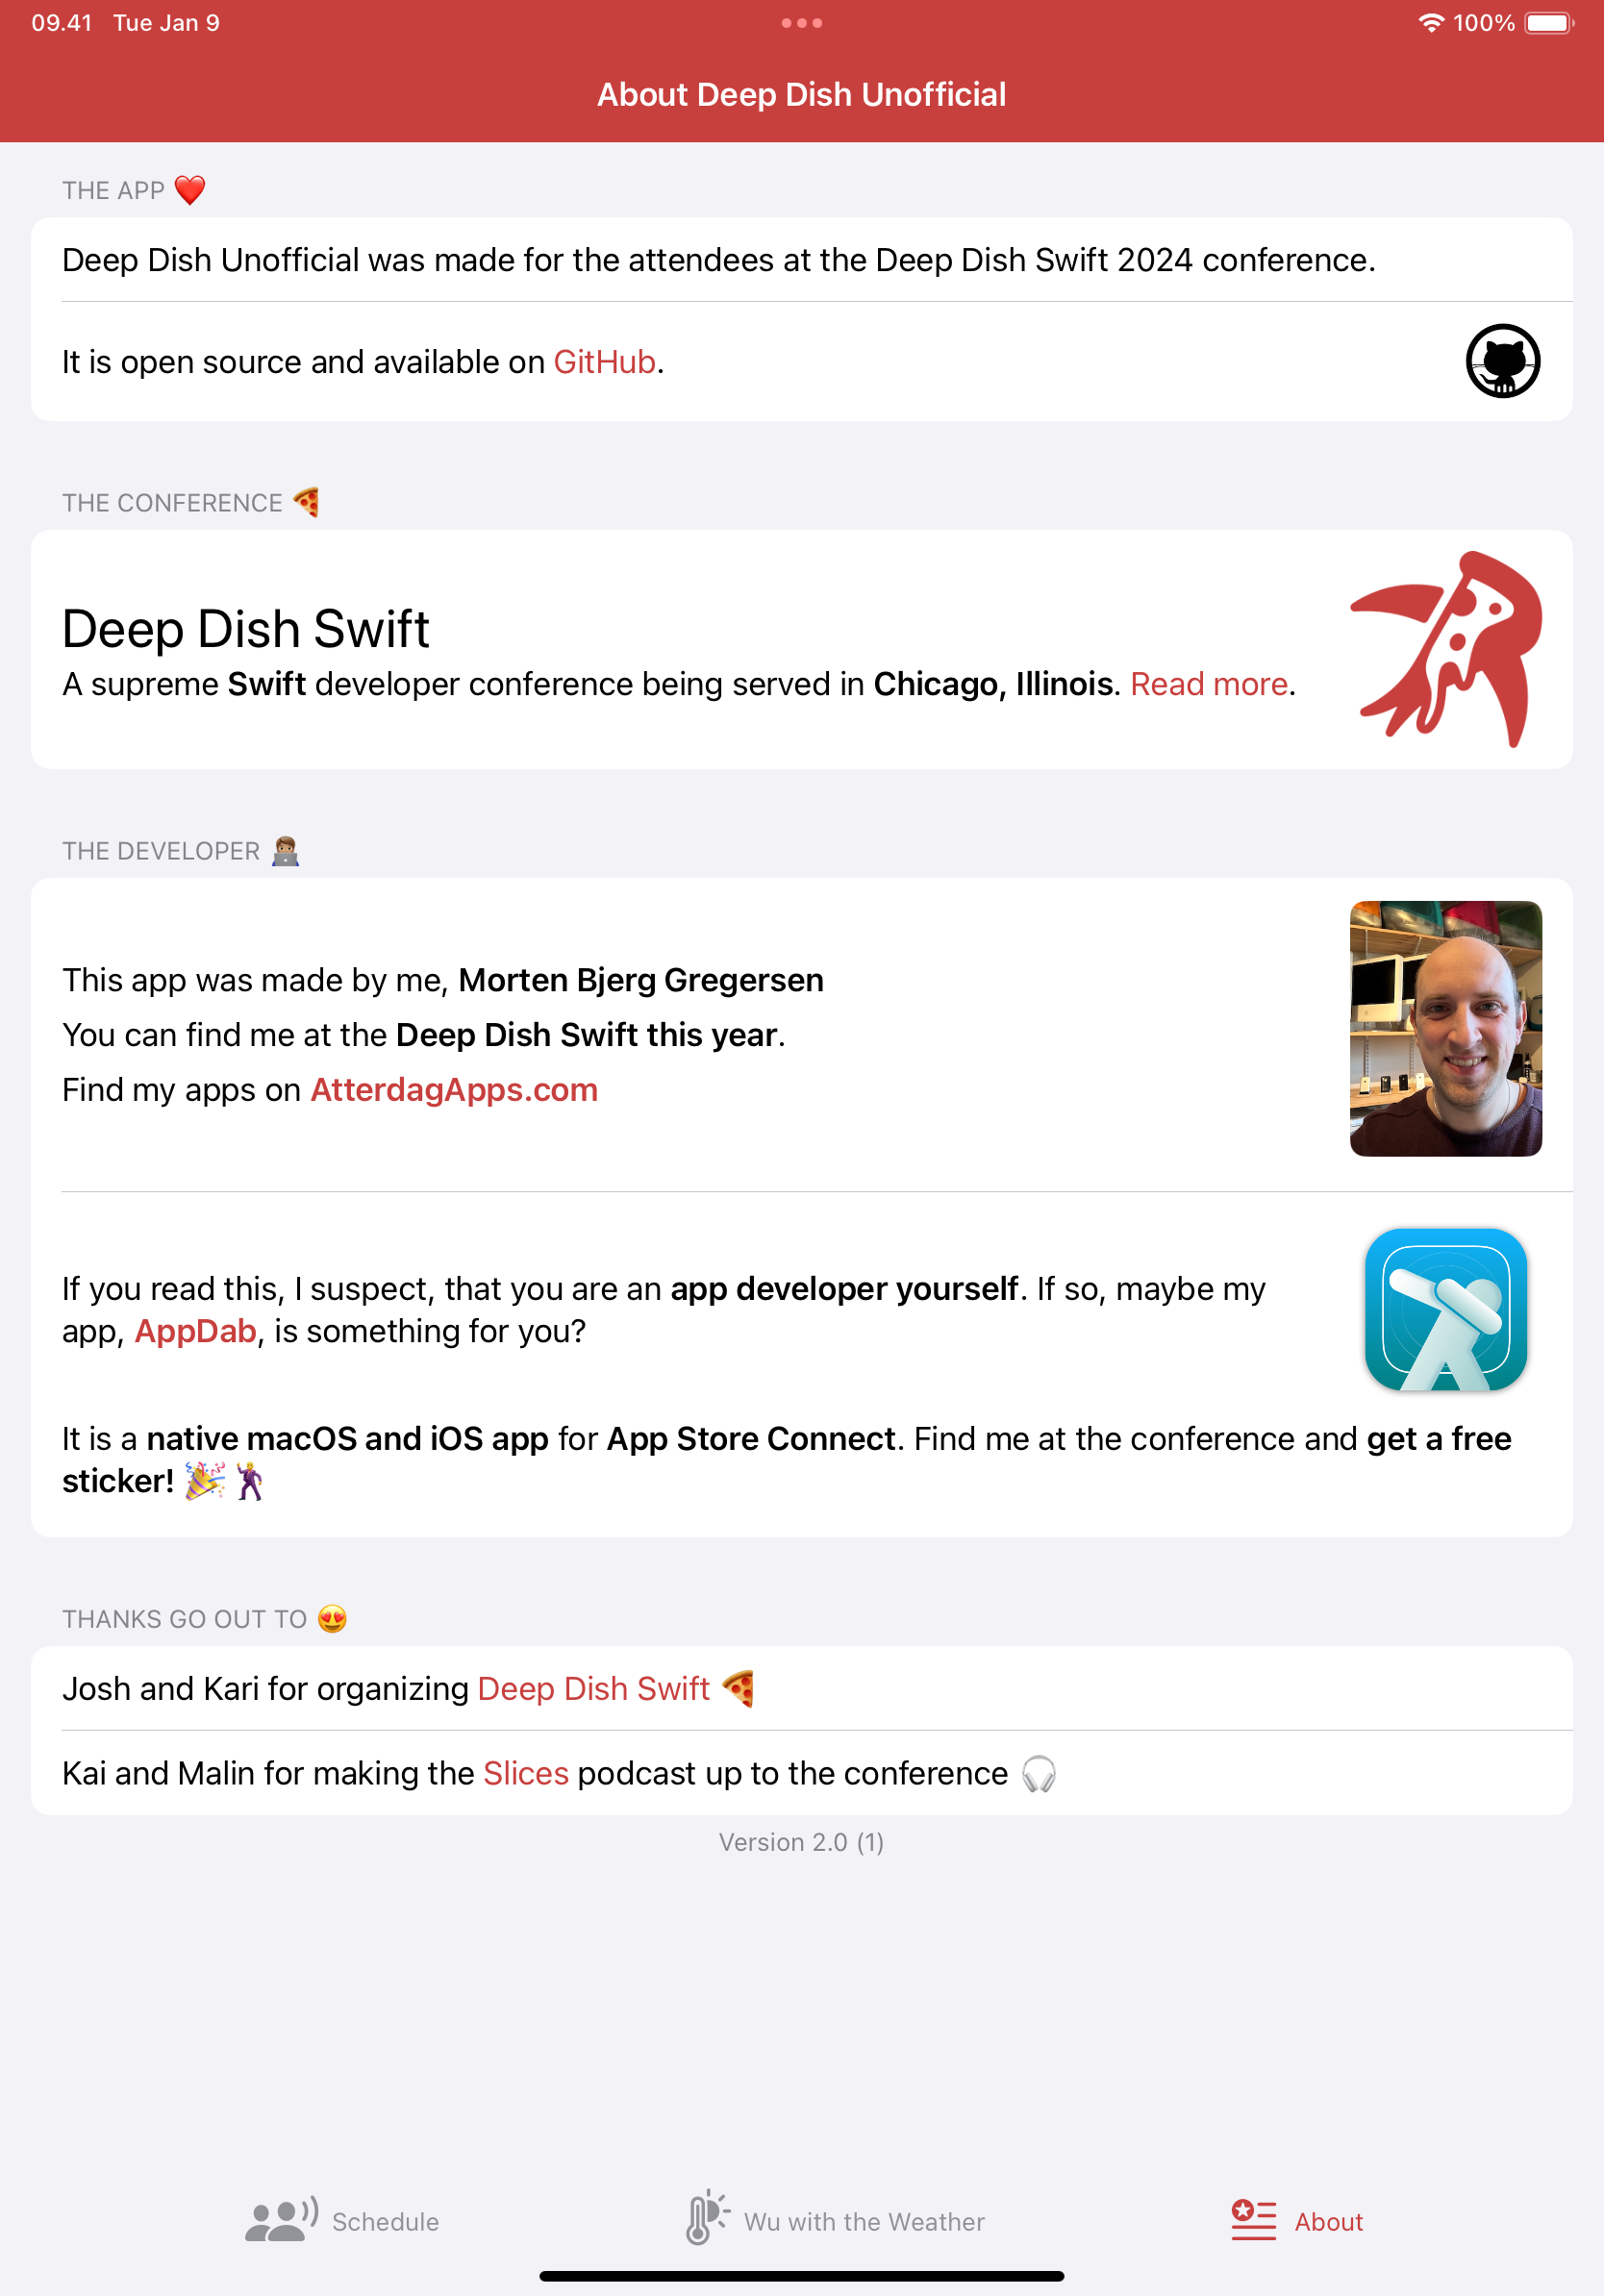 09.41 Tue Jan 9
100%
About Deep Dish Unofficial
THE APP ❤️
Deep Dish Unofficial was made for the attendees at the Deep Dish Swift 2024 conference.
It is open source and available on GitHub.
THE CONFERENCE 🍕
Deep Dish Swift
A supreme Swift developer conference being served in Chicago, Illinois. Read more.
THE DEVELOPER 🧑🏽‍💻
This app was made by me, Morten Bjerg Gregersen
You can find me at the Deep Dish Swift this year.
Find my apps on AtterdagApps.com
If you read this, I suspect, that you are an app developer yourself. If so, maybe my
app, AppDab, is something for you?
It is a native macOS and iOS app for App Store Connect. Find me at the conference and get a free
sticker! 🎉🕺
THANKS GO OUT TO 😍
Josh and Kari for organizing Deep Dish Swift 🍕
Kai and Malin for making the Slices podcast up to the conference 🎧
Version 2.0 (1)
Schedule
Wu with the Weather
About